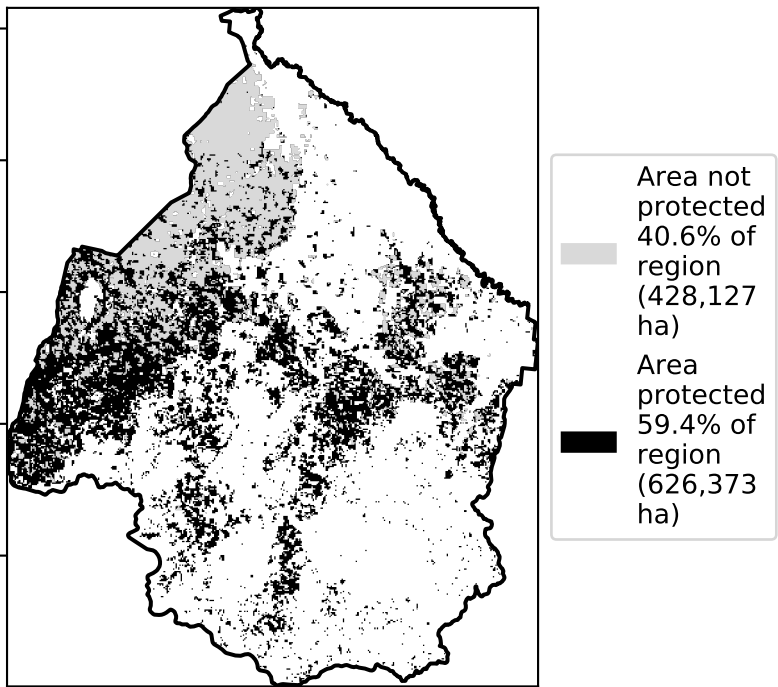 Area not
protected
40.6% of
region
(428,127
ha)
Area
protected
59.4% of
region
(626,373
ha)